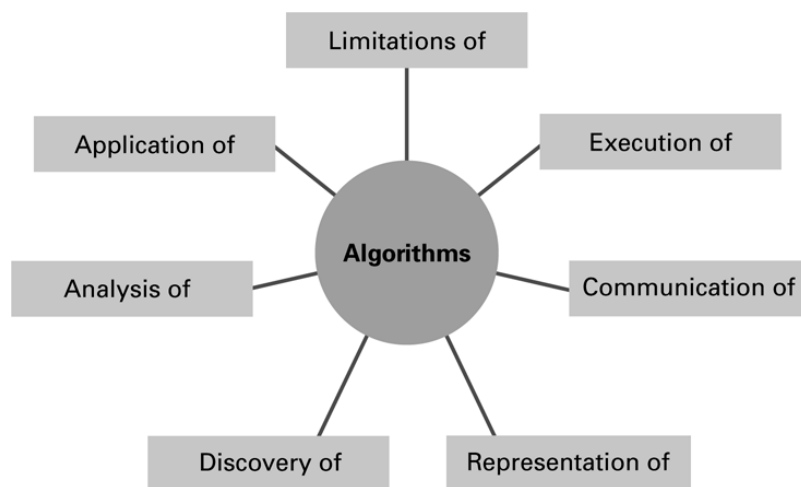 Limitations of
Application of
Execution of
Algorithms
Analysis of
Communication of
Discovery of
Representation of